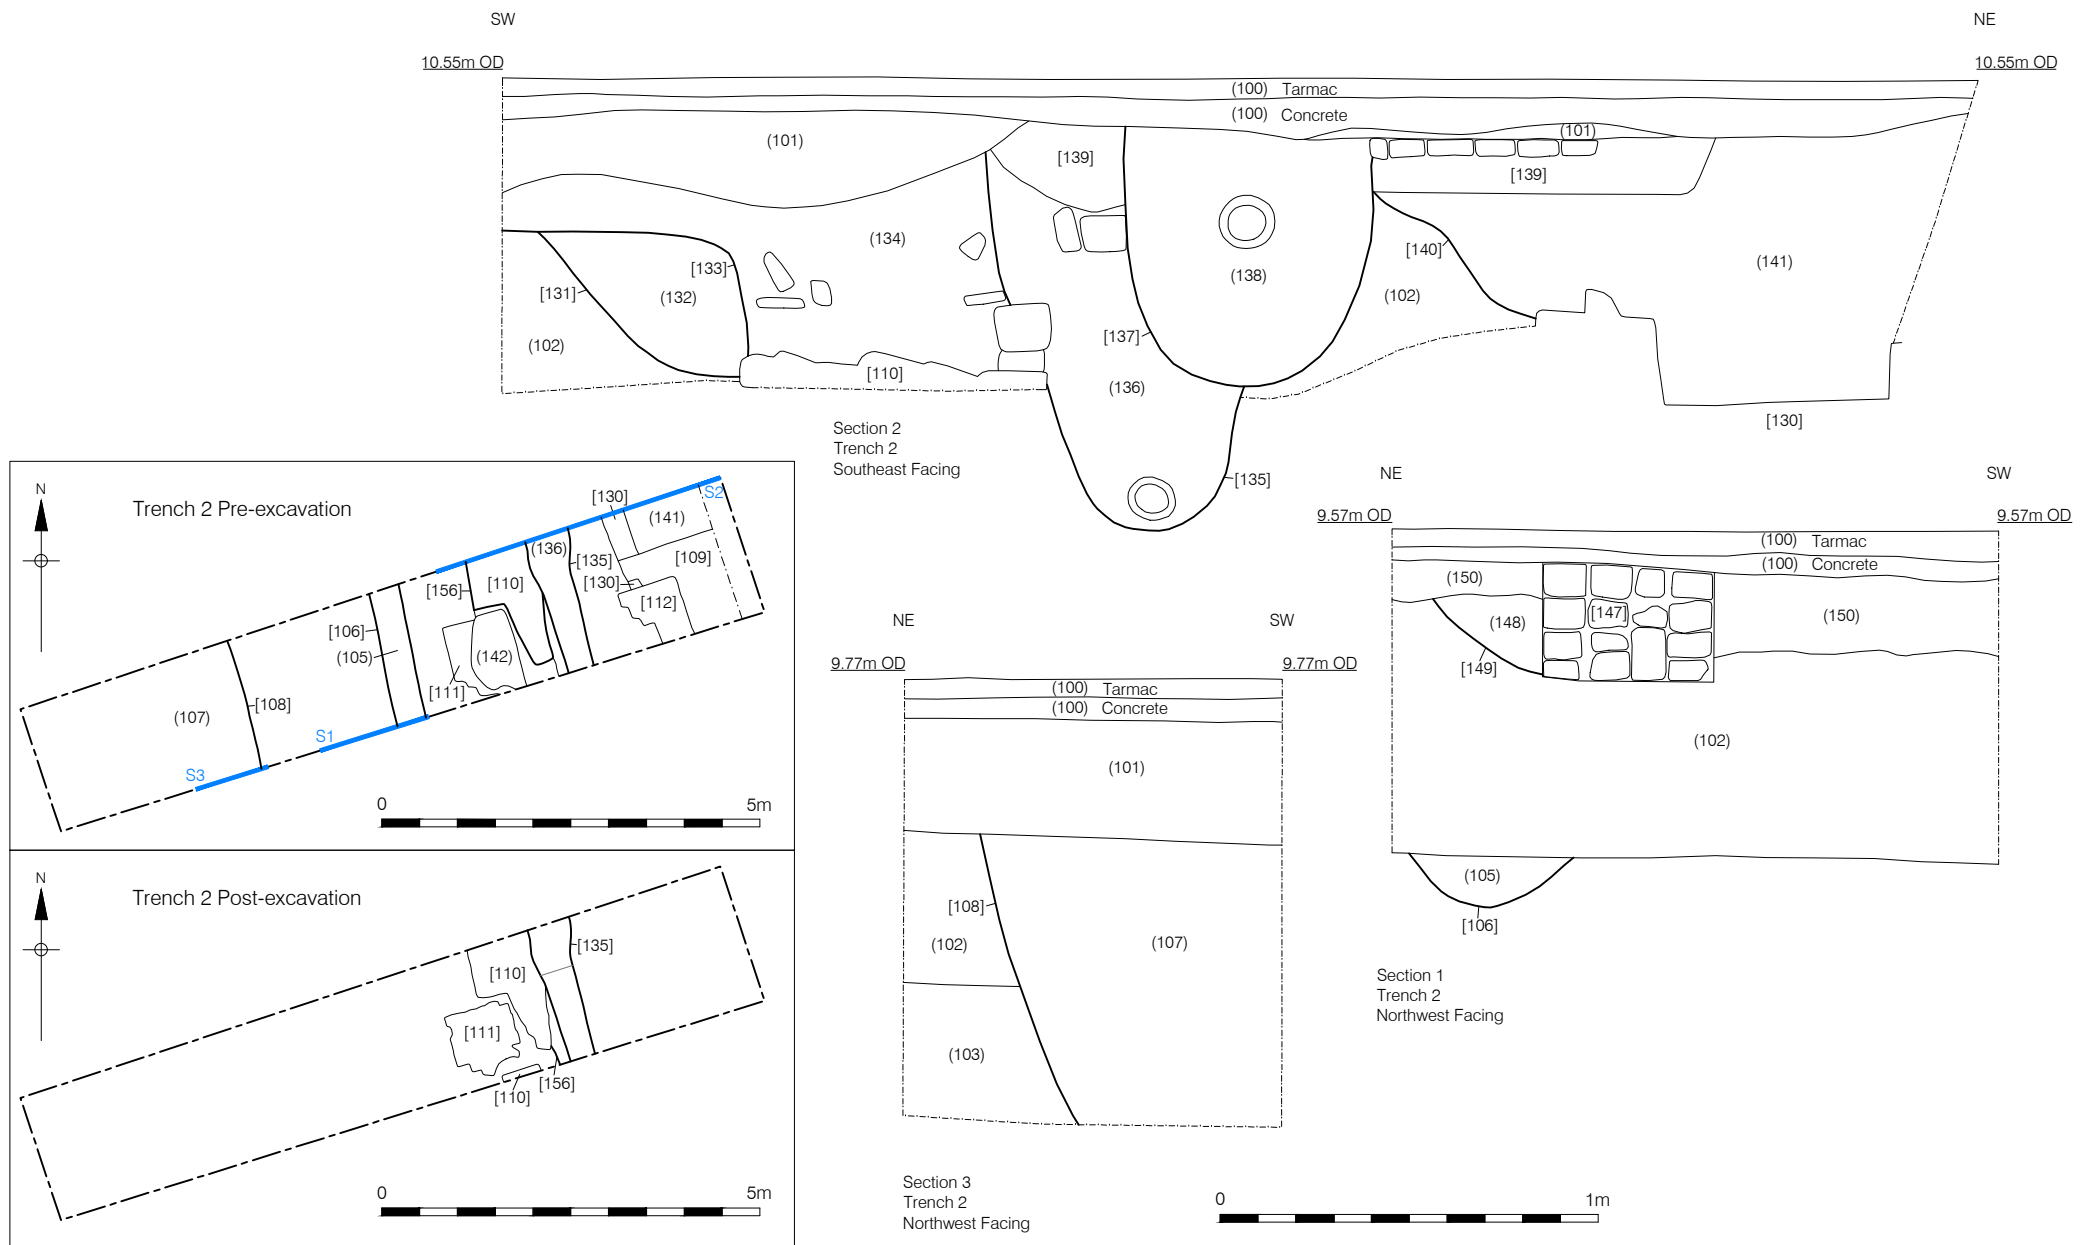 SW
NE
10.55m OD
10.55m OD
(100) Tarmac
(100) Concrete
(101)
(101)
[139]
[139]
(134)
[133]
[131]
(132)
(102)
[110]
(138)
[140]
(102)
(141)
[137]
(136)
[135]
[130]
Section 2
Trench 2
Southeast Facing
N
Trench 2 Pre-excavation
S2
[130]
(141)
(136)
[135]
[109]
[130]
[112]
[110]
[156]
[106]
(105)
(142)
[111]
(107)
[108]
S1
S3
0
5m
N
Trench 2 Post-excavation
[135]
[110]
[111]
[156]
[110]
0
5m
NE
SW
9.77m OD
9.77m OD
(100) Tarmac
(100) Concrete
(101)
[108]
(102)
(107)
(103)
Section 3
Trench 2
Northwest Facing
NE
SW
9.57m OD
9.57m OD
(100) Tarmac
(100) Concrete
(150)
(148)
[147]
(150)
[149]
(102)
(105)
[106]
Section 1
Trench 2
Northwest Facing
0
1m